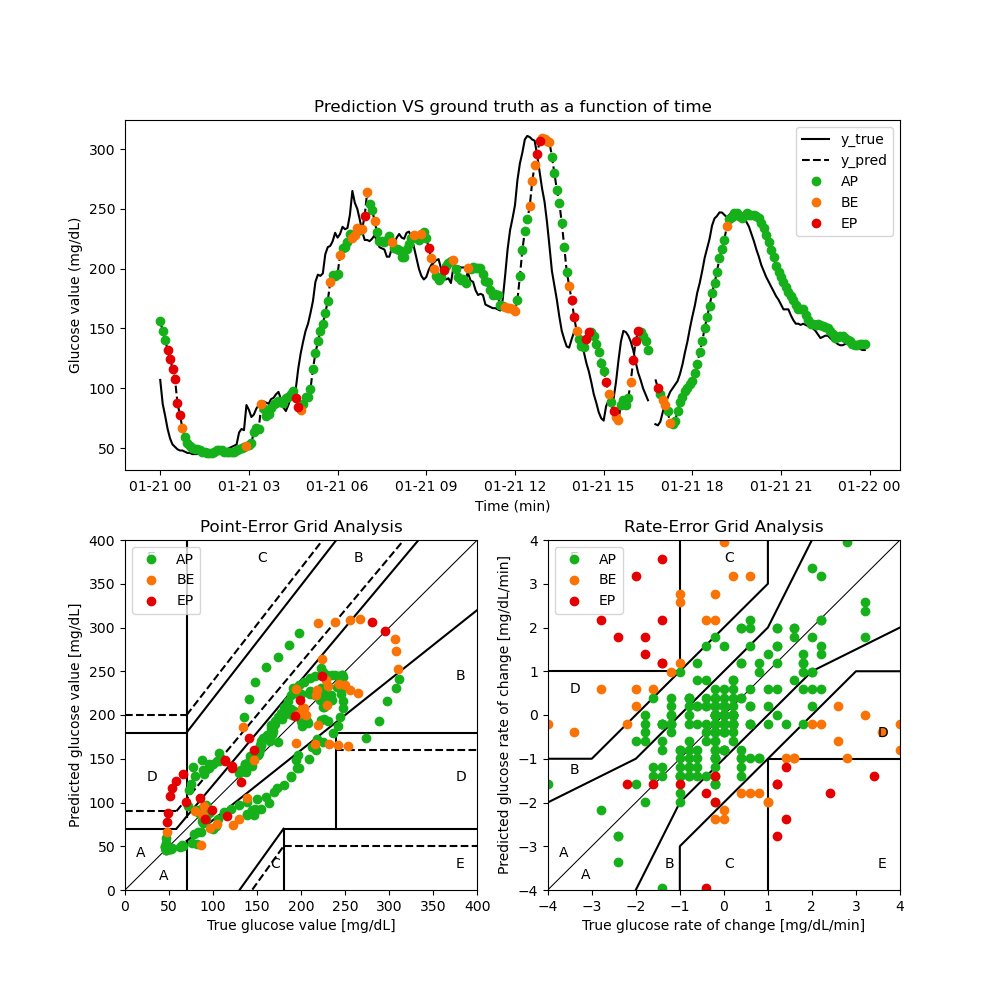 Prediction VS ground truth as a function of time
Glucose value (mg/dL)
300
250
200
150
100
50
y_true
y_pred
AP
BE
EP
01-21 00 01-21 03 01-21 06 01-21 09 01-21 12 01-21 15 01-21 18 01-21 21 01-22 00
Time (min)
Point-Error Grid Analysis
Predicted glucose value [mg/dL]
400
350
300
250
200
150
100
50
0
AP
BE
EP
C
B
B
D
D
A
A
C
E
0 50 100 150 200 250 300 350 400
True glucose value [mg/dL]
Rate-Error Grid Analysis
Predicted glucose rate of change [mg/dL/min]
4
3
2
1
0
−1
−2
−3
−4
AP
BE
EP
C
D
D
B
A
A
B
C
E
−4 −3 −2 −1 0 1 2 3 4
True glucose rate of change [mg/dL/min]